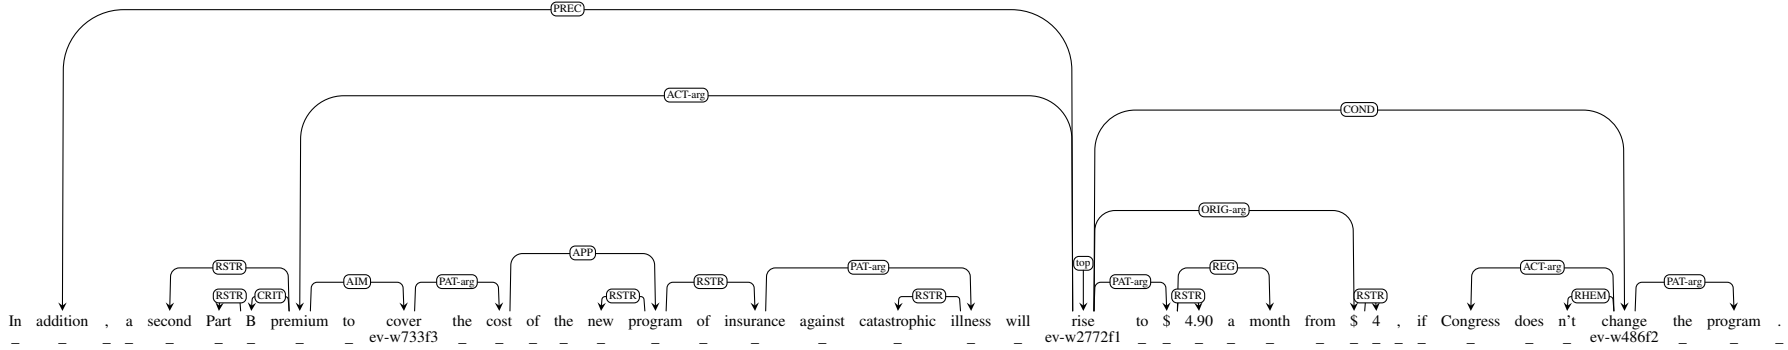 PREC
ACT-arg
COND
ORIG-arg
APP
top
RSTR AIM PAT-arg RSTR PAT-arg PAT-arg REG ACT-arg PAT-arg
RSTR CRIT RSTR RSTR RSTR RSTR RHEM
In addition , a second Part B premium to cover the cost of the new program of insurance against catastrophic illness will rise to $ 4.90 a month from $ 4 , if Congress does n't change the program .
_ _ _ _ _ _ _ _ _ ev-w733f3 _ _ _ _ _ _ _ _ _ _ _ _ ev-w2772f1 _ _ _ _ _ _ _ _ _ _ _ _ _ ev-w486f2 _ _ _